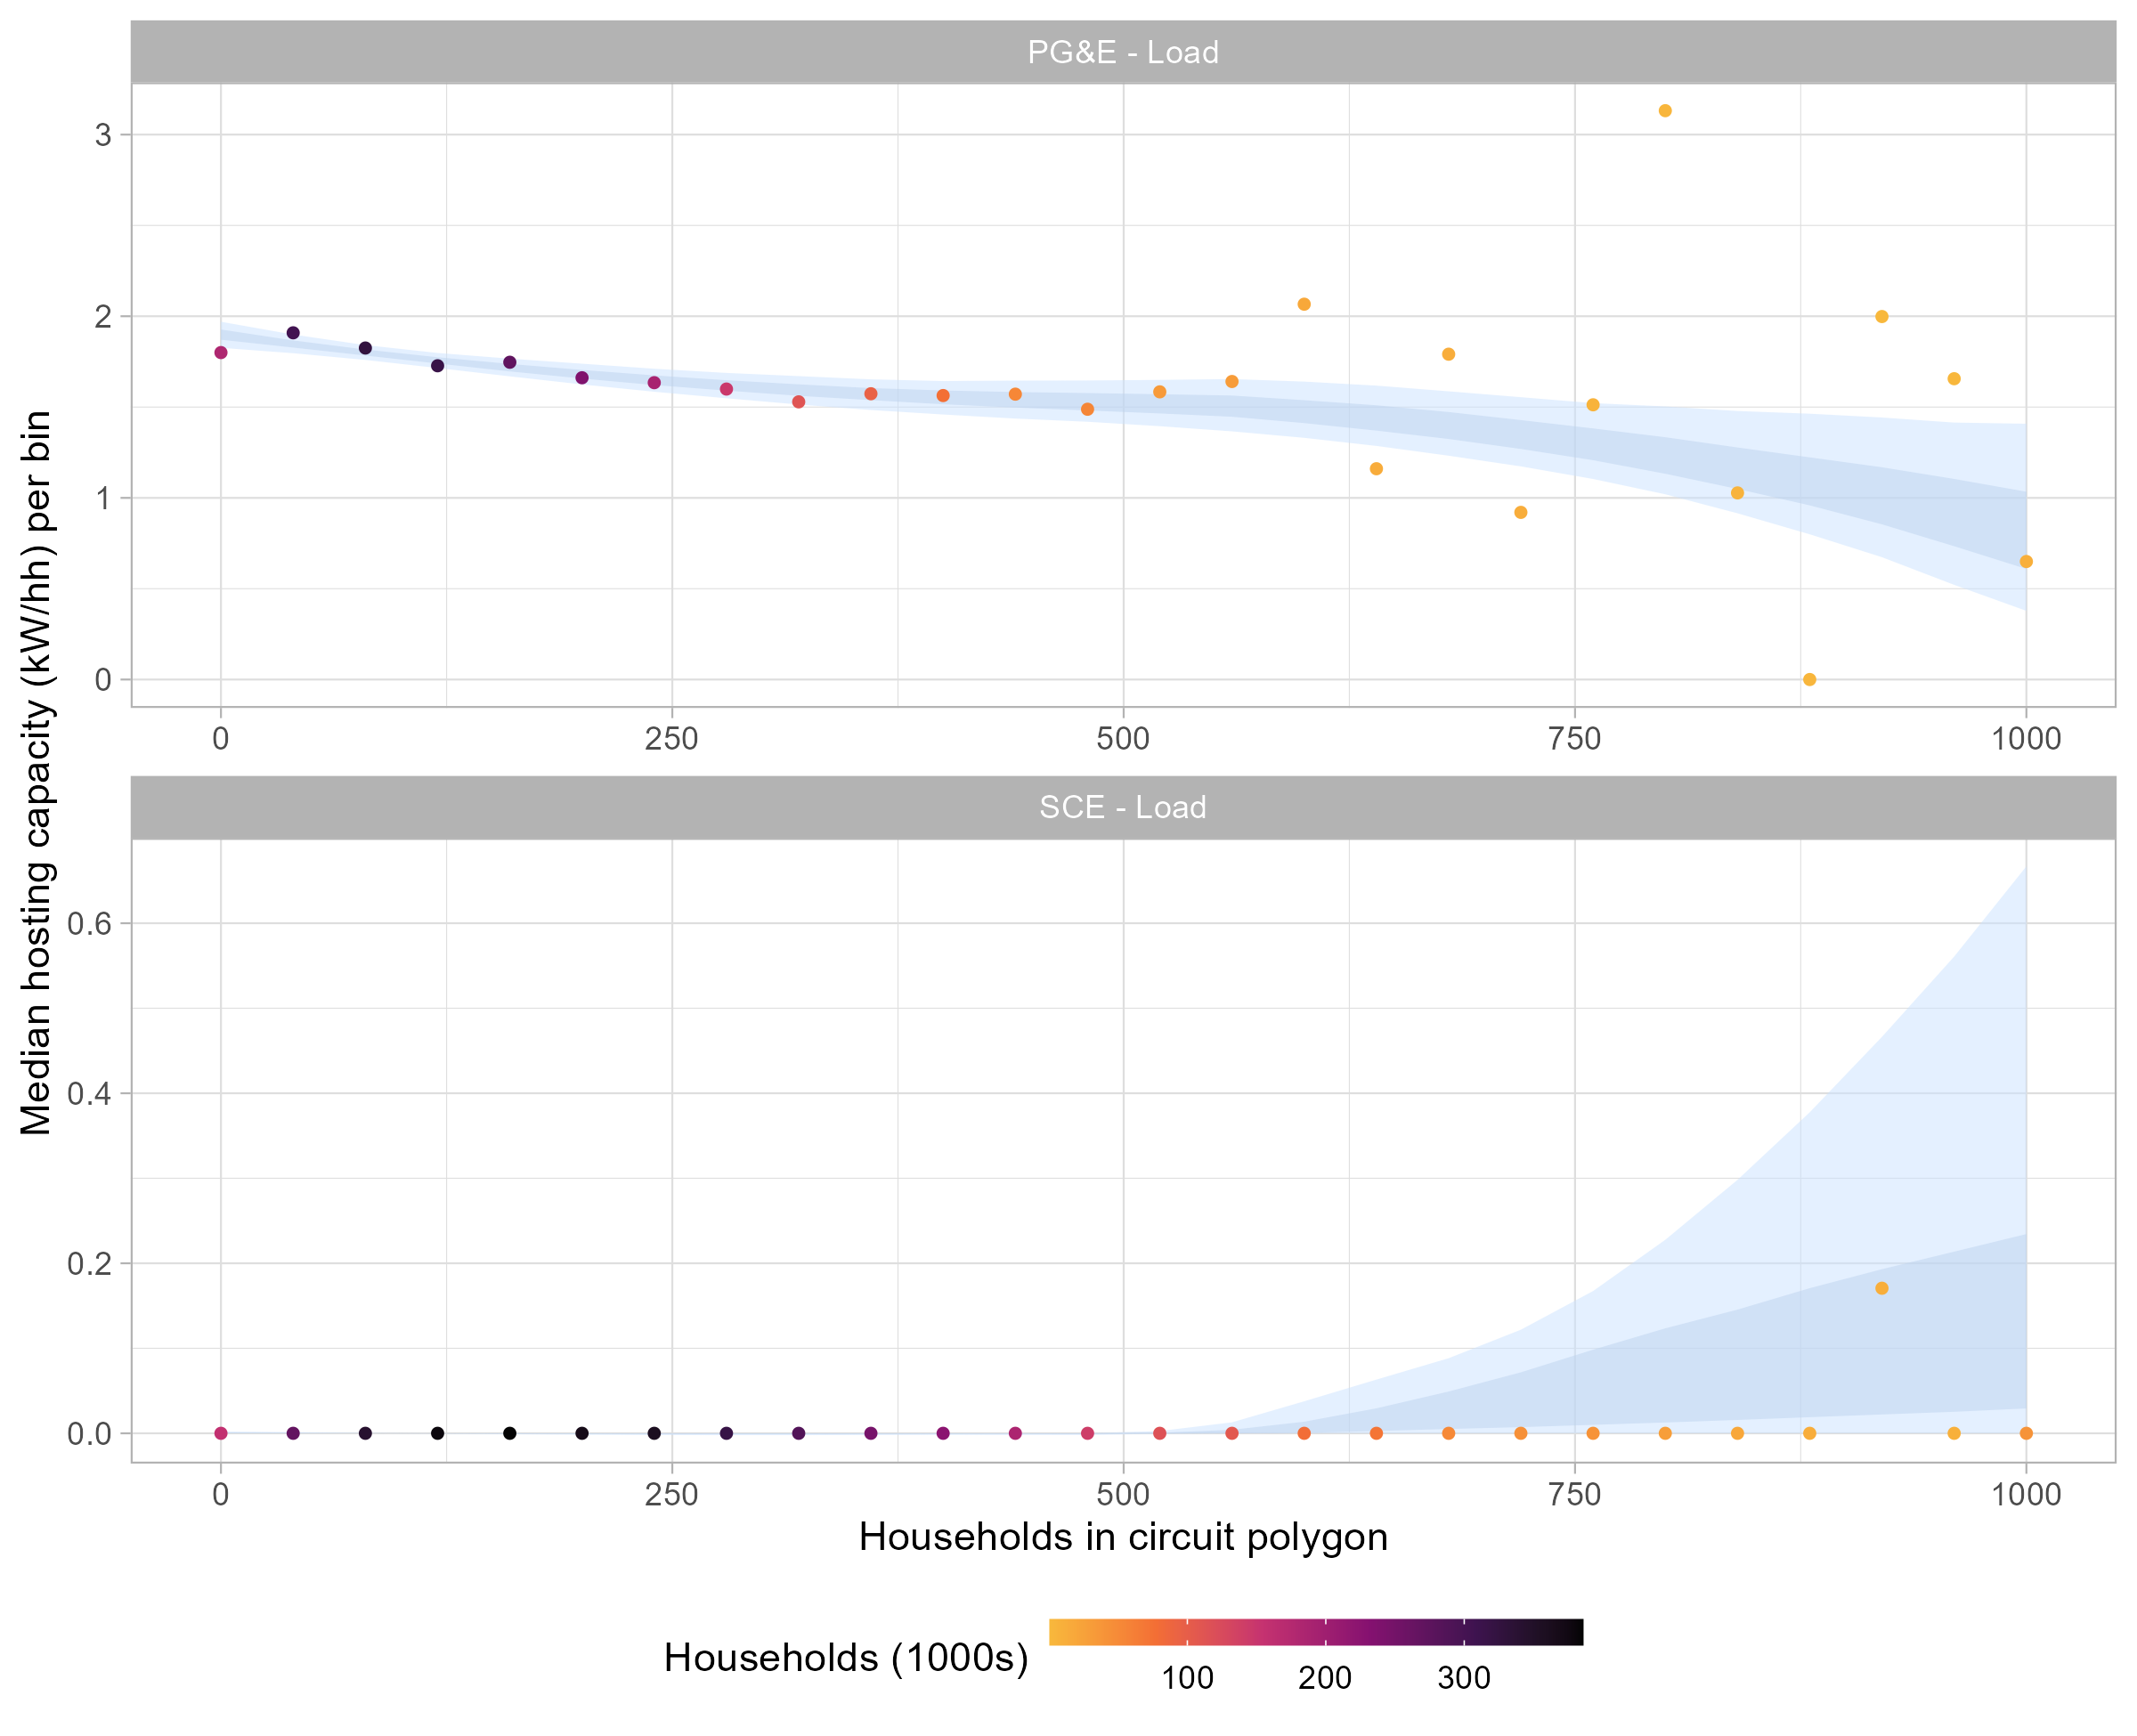 PG&E - Load
3
2
1
0
0 250 500 750 1000
Median hosting capacity (kW/hh) per bin
SCE - Load
0.6
0.4
0.2
0.0
0 250 500 750 1000
Households in circuit polygon
Households (1000s)
100 200 300